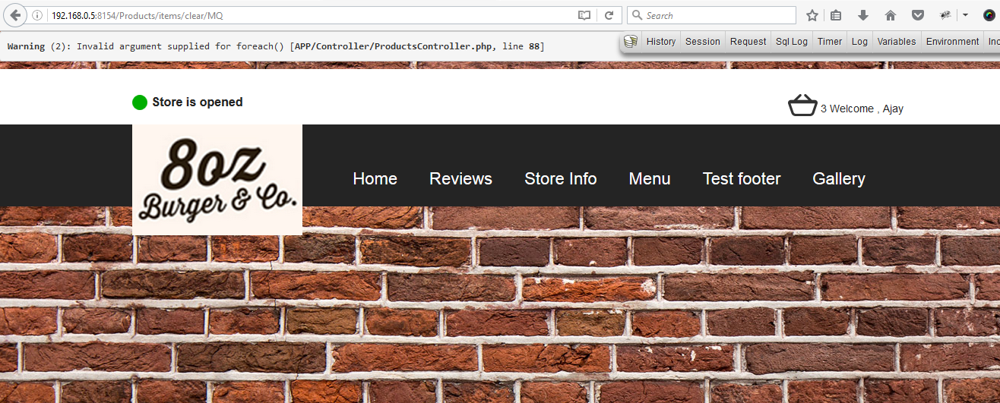 192.168.0.5:8154/Products/items/clear/MQ
Search
Warning (2): Invalid argument supplied for foreach() [APP/Controller/ProductsController.php, line 88]
History Session Request Sql Log Timer Log Variables Environment Inc
Store is opened
3 Welcome , Ajay
8oz
Burger & Co.
Home Reviews Store Info Menu Test footer Gallery